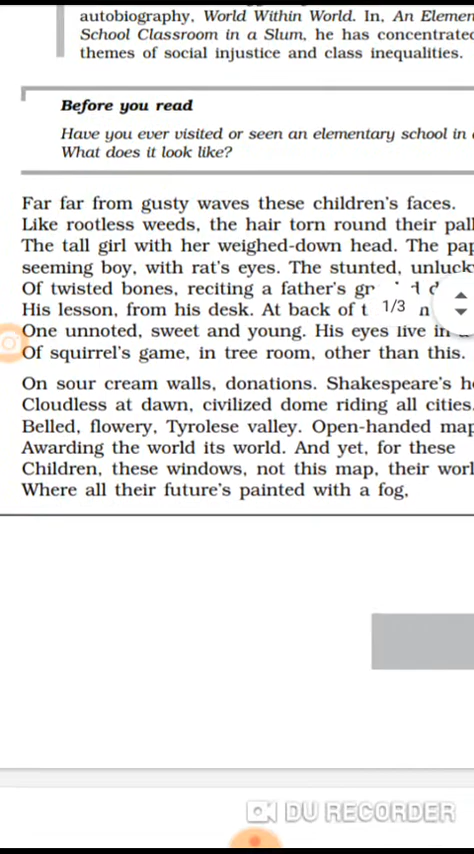 autobiography, World Within World. In, An Elemen
School Classroom in a Slum, he has concentrated
themes of social injustice and class inequalities.
Before you read
Have you ever visited or seen an elementary school in
What does it look like?
Far far from gusty waves these children's faces.
Like rootless weeds, the hair torn round their pall
The tall girl with her weighed-down head. The pap
seeming boy, with rat's eyes. The stunted, unluck
Of twisted bones, reciting a father's
His lesson, from his desk. At back of t
1/3
One unnoted, sweet and young. His eyes live in
Of squirrel's game, in tree room, other than this.
On sour cream walls, donations. Shakespeare's he
Cloudless at dawn, civilized dome riding all cities.
Belled, flowery, Tyrolese valley. Open-handed map
Awarding the world its world. And yet, for these
Children, these windows, not this map, their worl
Where all their future's painted with a fog,
DU RECORDER